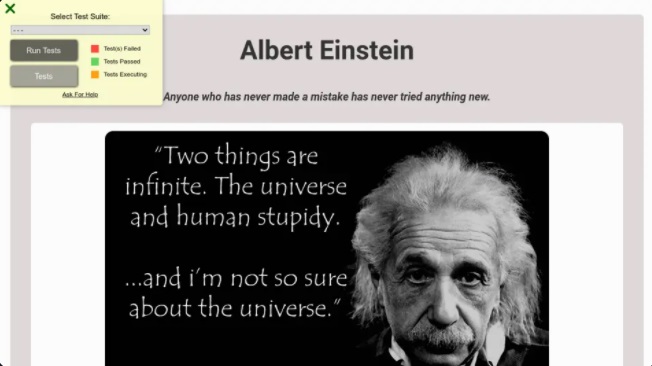 Select Test Suite:
- - -
Run Tests
Test(s) Failed
Tests Passed
Tests
Tests Executing
Ask For Help
Albert Einstein
Anyone who has never made a mistake has never tried anything new.
“Two things are
infinite. The universe
and human stupidy.
...and i’m not so sure
about the universe.”